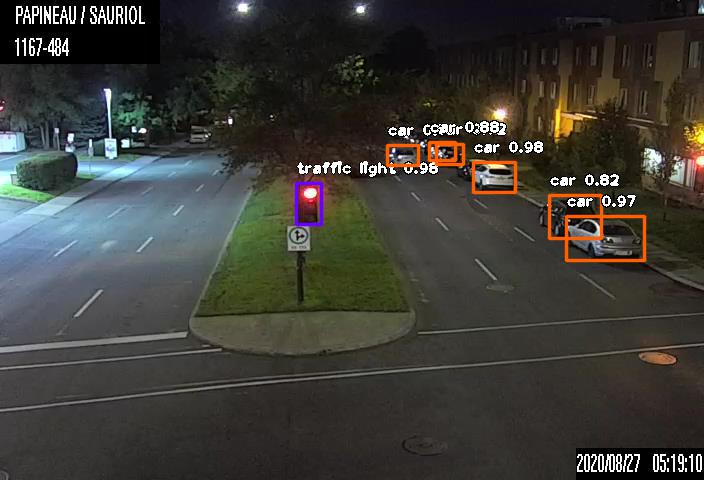 PAPINEAU / SAURIOL
1167-484
car 0.88
car 0.98
traffic light 0.98
car 0.82
car 0.97
2020/08/27 05:19:10